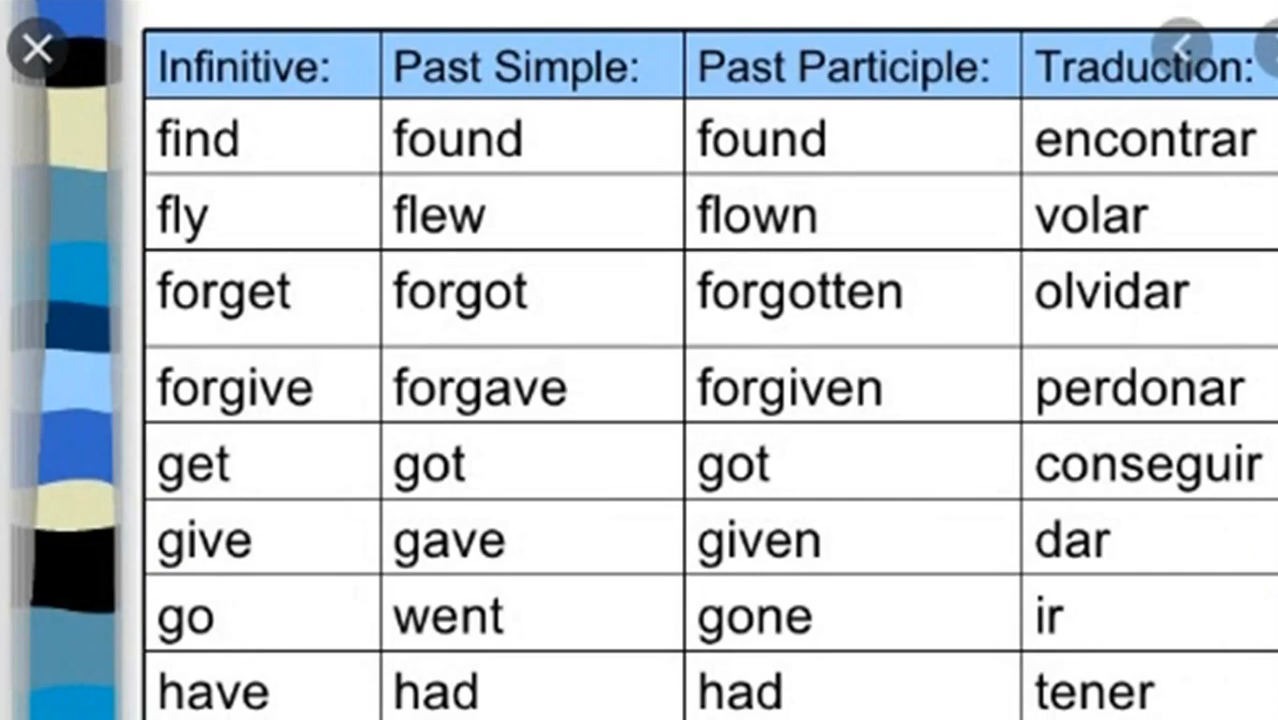 Infinitive: Past Simple: Past Participle: Traduction:
find found found encontrar
fly flew flown volar
forget forgot forgotten olvidar
forgive forgave forgiven perdonar
get got got conseguir
give gave given dar
go went gone ir
have had had tener